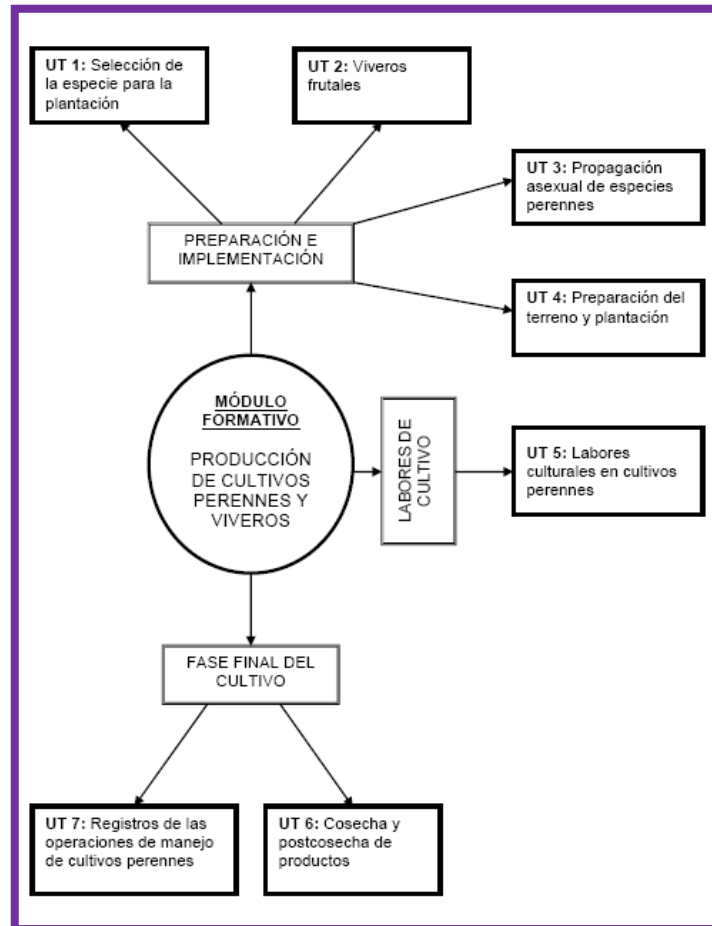 UT 1: Selección de
la especie para la
plantación
UT 2: Viveros
frutales
UT 3: Propagación
asexual de especies
perennes
PREPARACIÓN E
IMPLEMENTACIÓN
UT 4: Preparación del
terreno y plantación
MÓDULO
FORMATIVO
PRODUCCIÓN
DE CULTIVOS
PERENNES Y
VIVEROS
LABORES DE
CULTIVO
UT 5: Labores
culturales en cultivos
perennes
FASE FINAL DEL
CULTIVO
UT 7: Registros de las
operaciones de manejo
de cultivos perennes
UT 6: Cosecha y
postcosecha de
productos